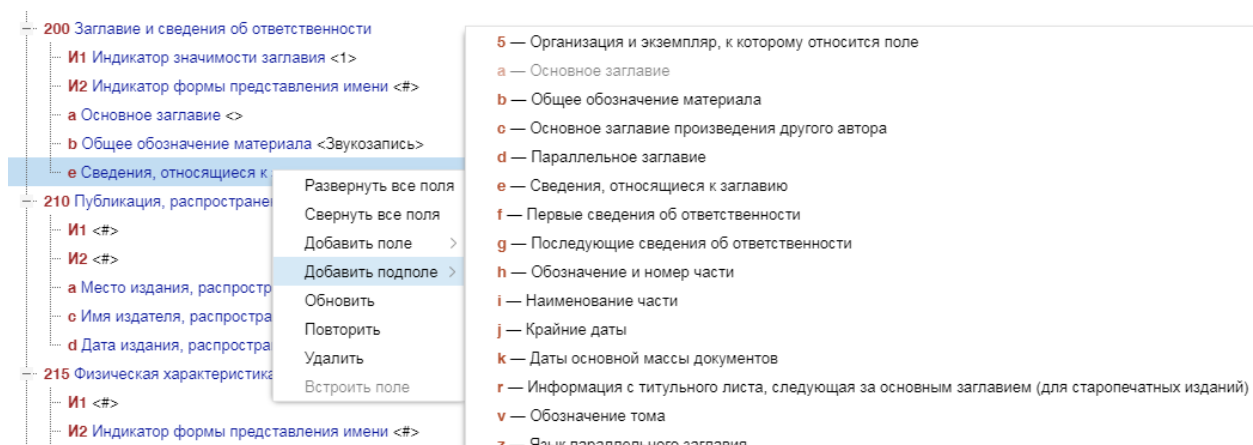 200 Заглавие и сведения об ответственности
И1 Индикатор значимости заглавия <1>
И2 Индикатор формы представления имени <#>
a Основное заглавие <>
b Общее обозначение материала <Звукозапись>
e Сведения, относящиеся к
210 Публикация,
И1 <#>
И2 <#>
a Место издания,
c Имя издателя,
d Дата издания,
215 Физическая характеристика
И1 <#>
И2 Индикатор формы представления имени <#>
Развернуть все поля
Свернуть все поля
Добавить поле >
Добавить подполе >
Обновить
Повторить
Удалить
Встроить поле
5 — Организация и экземпляр, к которому относится поле
a — Основное заглавие
b — Общее обозначение материала
c — Основное заглавие произведения другого автора
d — Параллельное заглавие
e — Сведения, относящиеся к заглавию
f — Первые сведения об ответственности
g — Последующие сведения об ответственности
h — Обозначение и номер части
i — Наименование части
j — Крайние даты
k — Даты основной массы документов
r — Информация с титульного листа, следующая за основным заглавием (для старопечатных изданий)
v — Обозначение тома
z — Язык параллельного заглавия